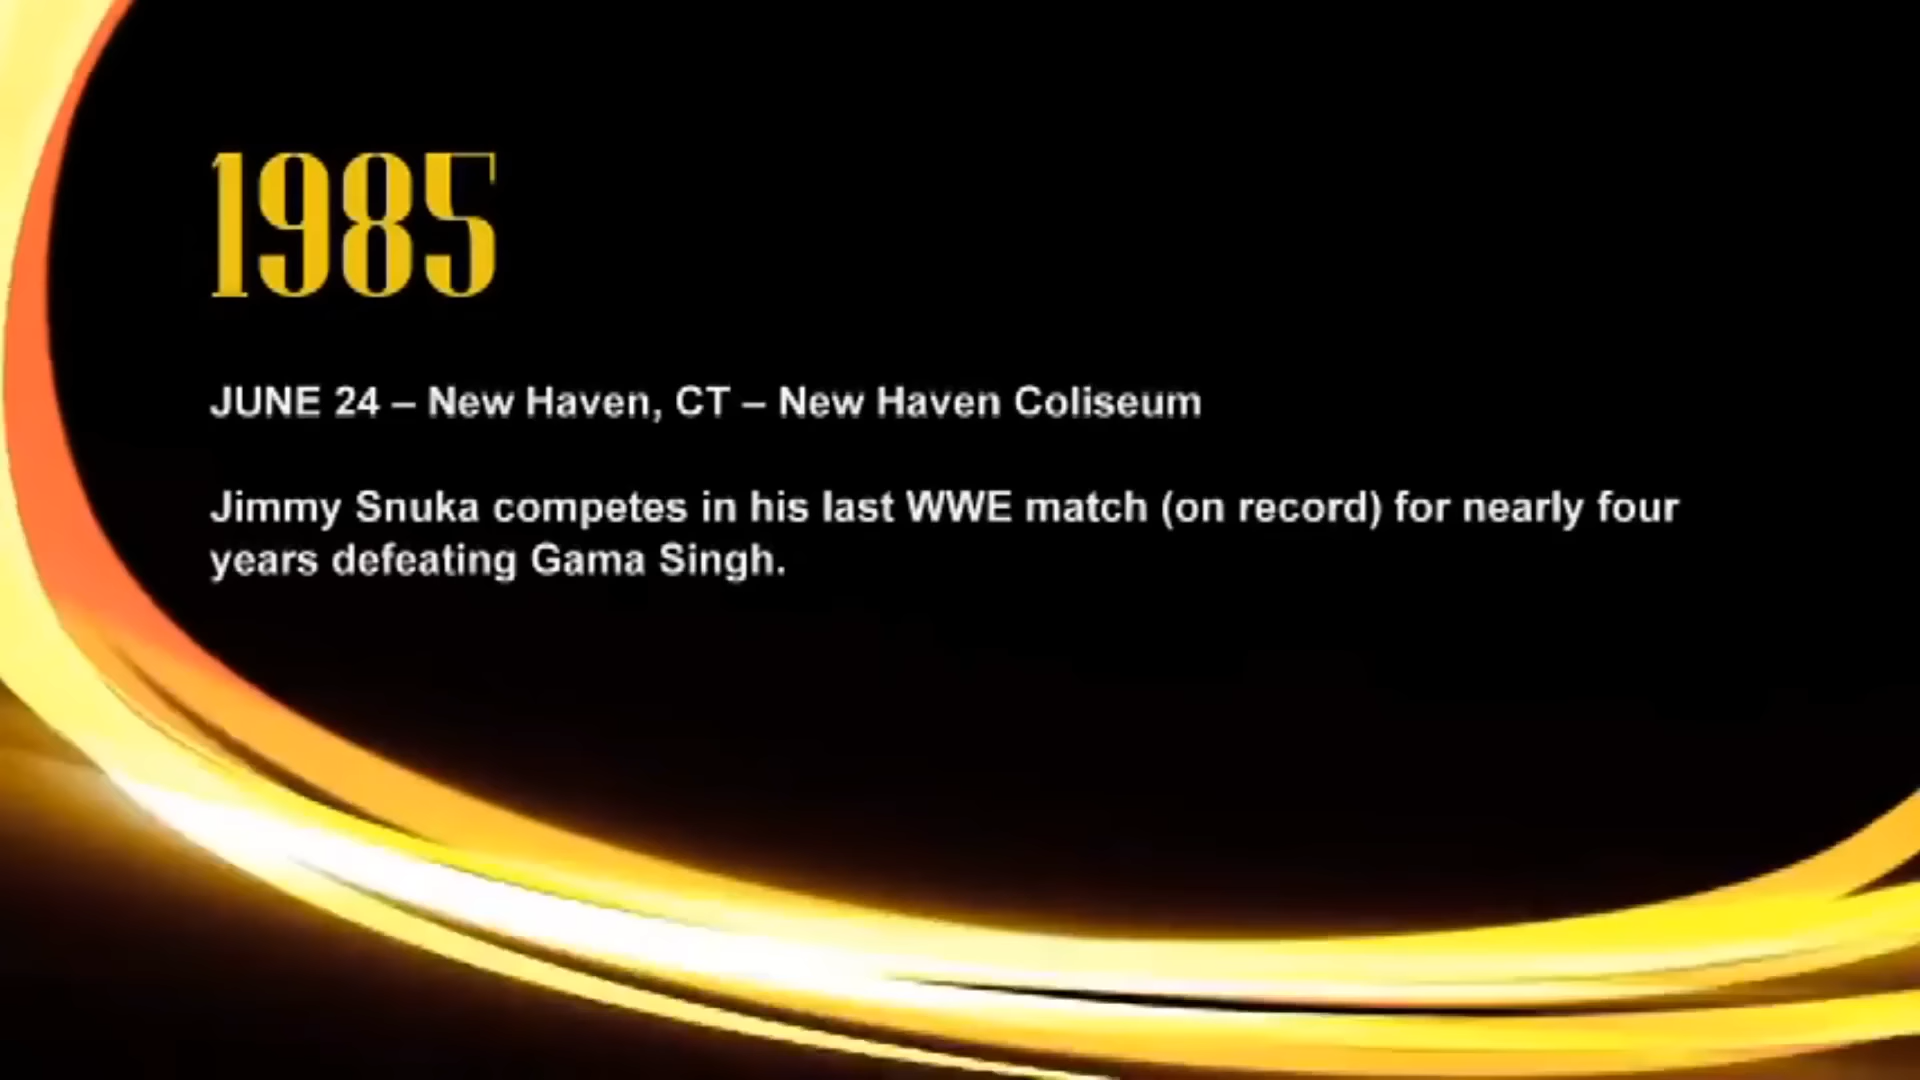 1985
JUNE 24 – New Haven, CT – New Haven Coliseum
Jimmy Snuka competes in his last WWE match (on record) for nearly four
years defeating Gama Singh.